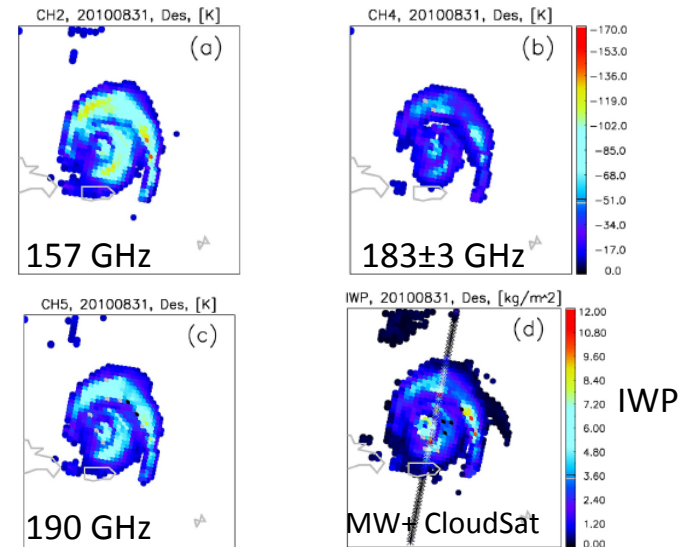 CH2, 20100831, Des, [K]
(a)
157 GHz
CH4, 20100831, Des, [K]
(b)
183±3 GHz
−170.0
−153.0
−136.0
−119.0
−102.0
−85.0
−68.0
−51.0
−34.0
−17.0
0.0
CH5, 20100831, Des, [K]
(c)
190 GHz
IWP, 20100831, Des, [kg/m^2]
(d)
MW+ CloudSat
12.00
10.80
9.60
8.40
7.20
6.00
4.80
3.60
2.40
1.20
0.00
IWP